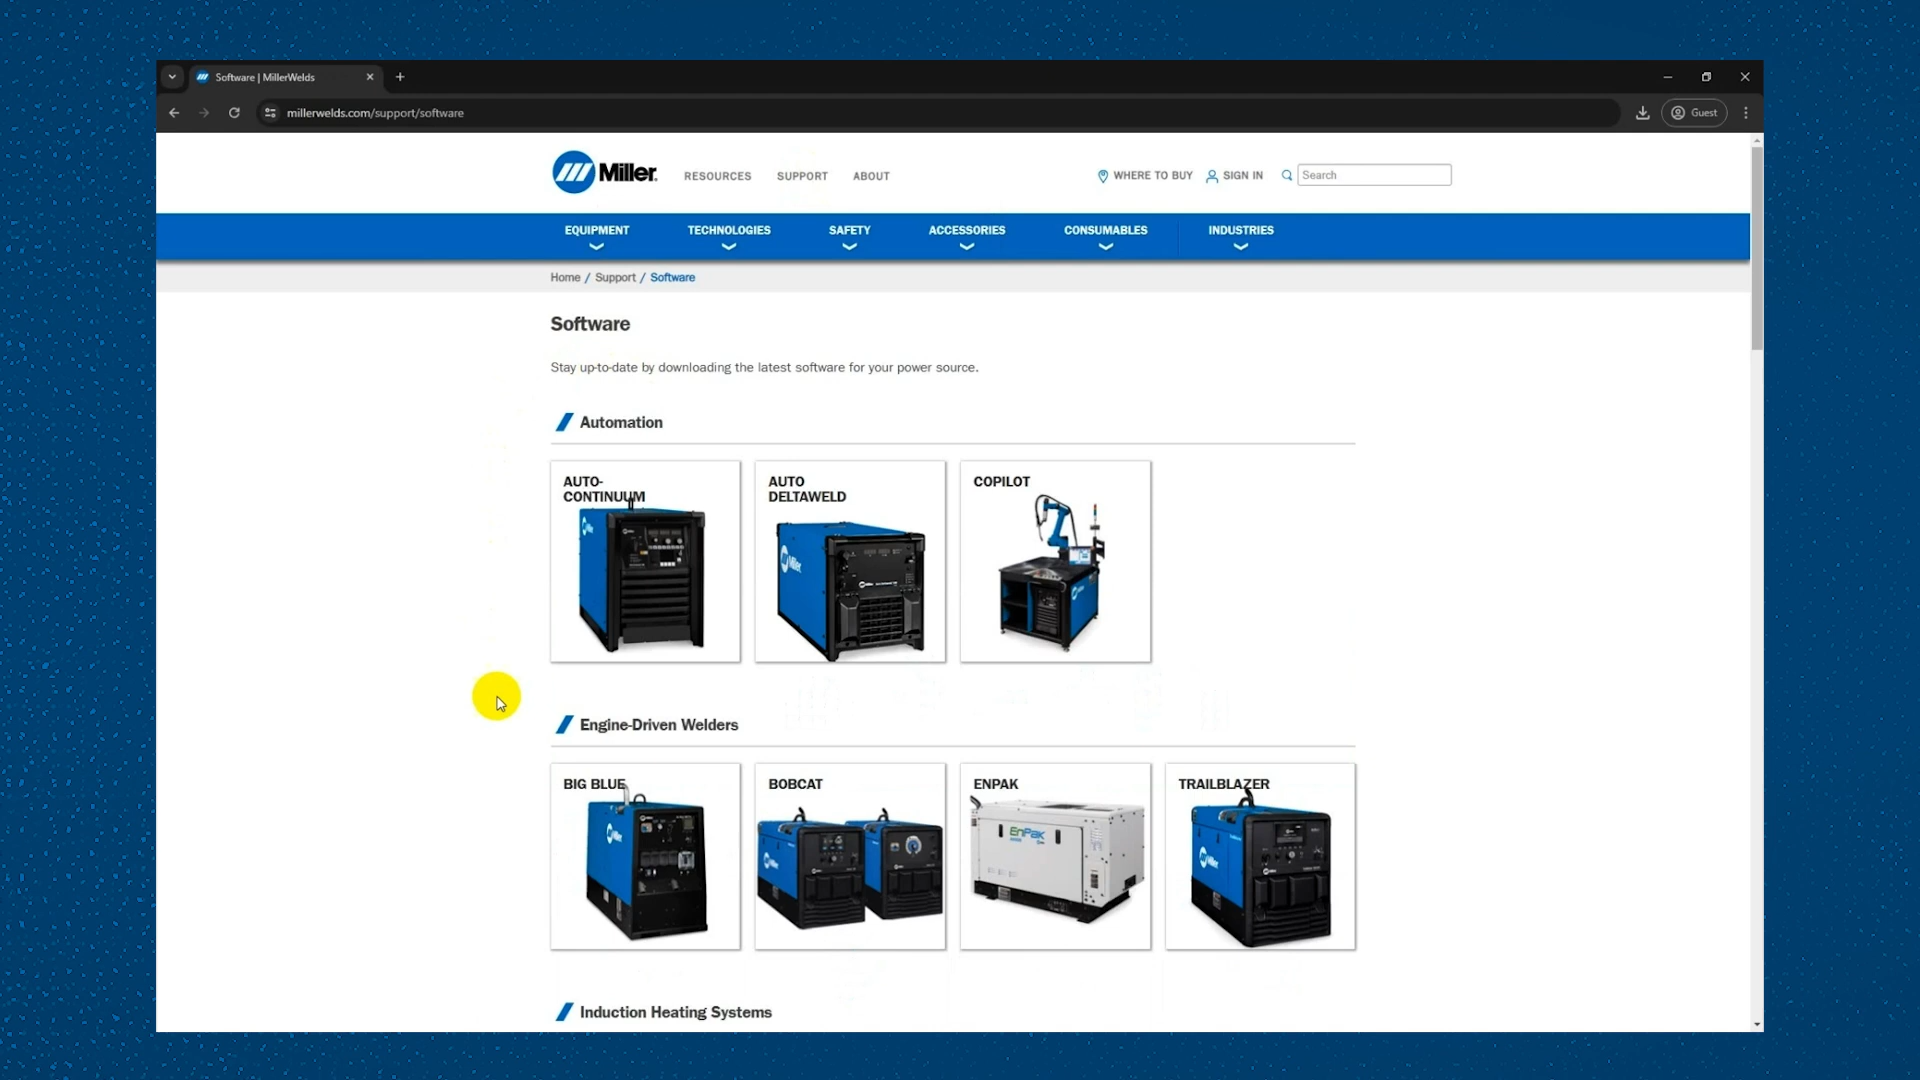 Software | MillerWelds
millerwelds.com/support/software
Guest
Miller
RESOURCES
SUPPORT
ABOUT
WHERE TO BUY
SIGN IN
Search
EQUIPMENT
TECHNOLOGIES
SAFETY
ACCESSORIES
CONSUMABLES
INDUSTRIES
Home / Support / Software
Software
Stay up-to-date by downloading the latest software for your power source.
Automation
AUTO-
CONTINUUM
AUTO
DELTAWELD
COPILOT
Miller
Engine-Driven Welders
BIG BLUE
BOBCAT
ENPAK
TRAILBLAZER
EnPak
Miller
Induction Heating Systems